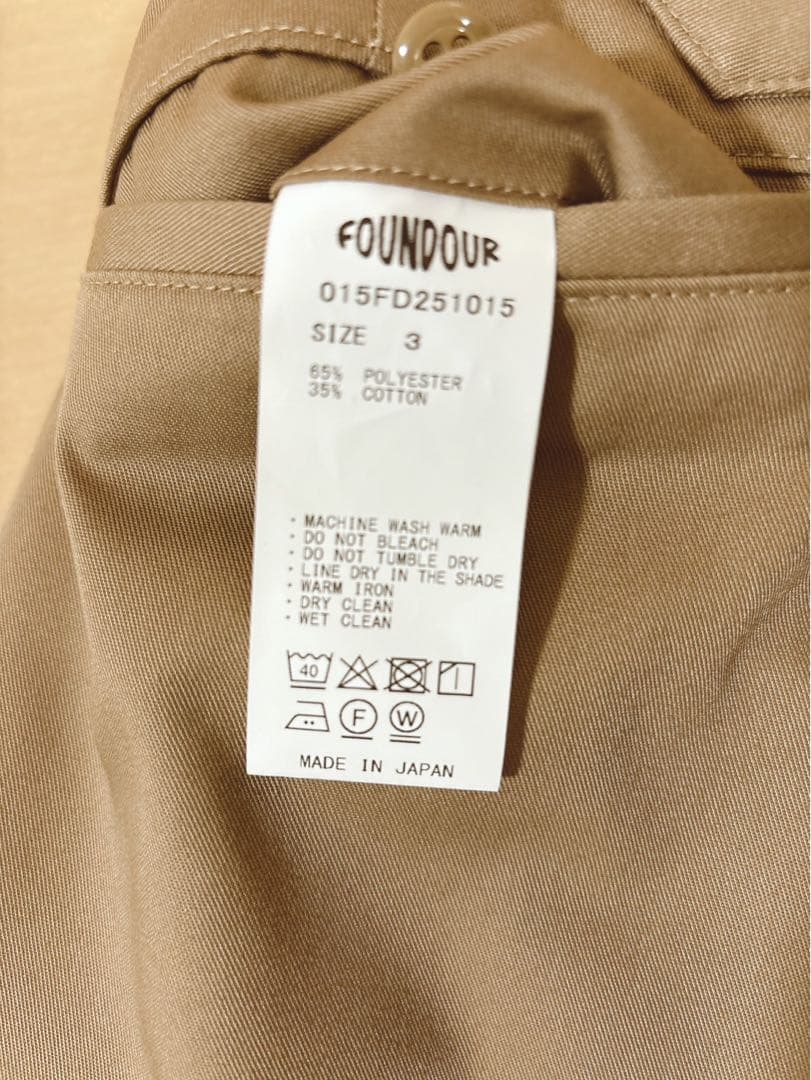 FOUNDOUR
015FD251015
SIZE 3
65% POLYESTER
35% COTTON
・MACHINE WASH WARM
・DO NOT BLEACH
・DO NOT TUMBLE DRY
・LINE DRY IN THE SHADE
・WARM IRON
・DRY CLEAN
・WET CLEAN
40
F W
MADE IN JAPAN